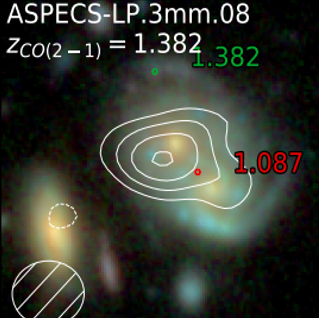 ASPECS-LP.3mm.08
z_{CO(2−1)} = 1.382
1.382
1.087